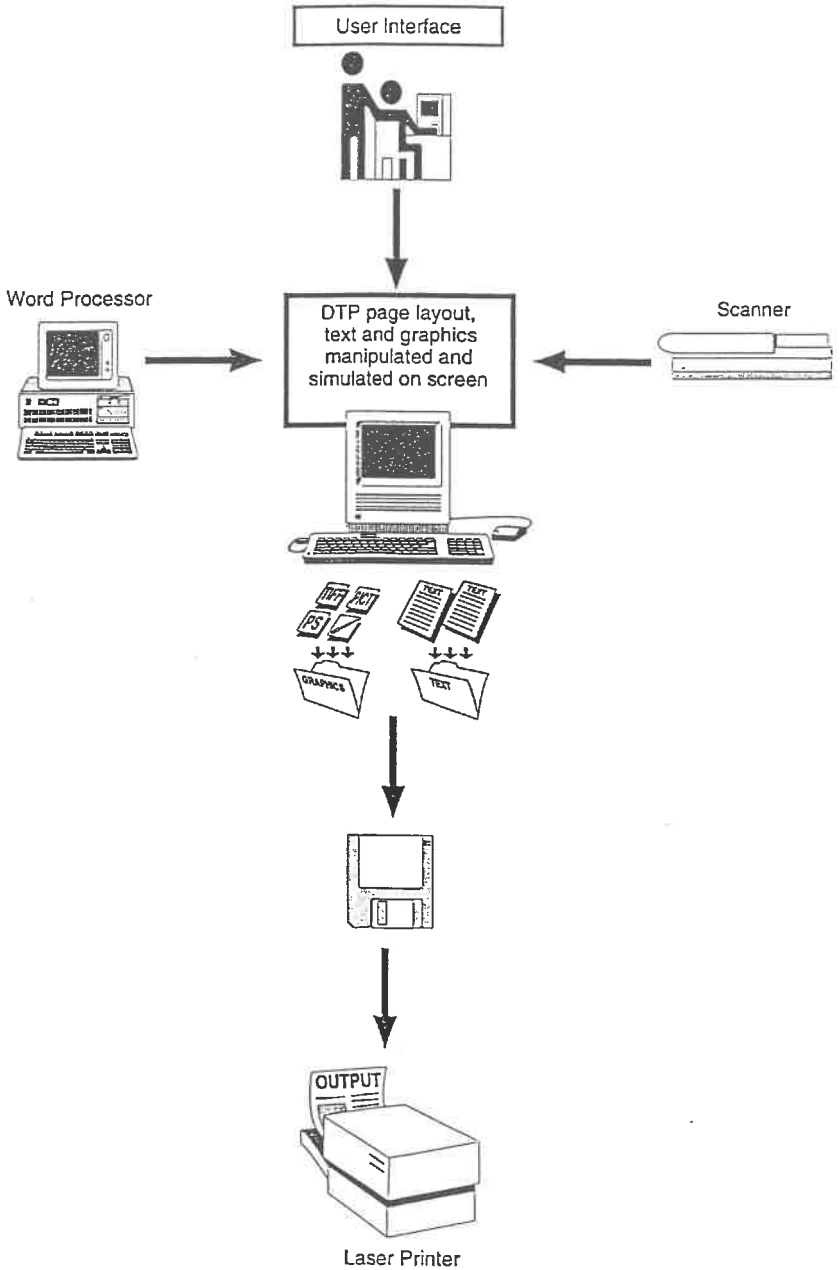 User Interface
Word Processor
DTP page layout,
text and graphics
manipulated and
simulated on screen
Scanner
TIFF
PICT
TEXT
TEXT
PS
GRAPHICS
TEXT
OUTPUT
Laser Printer